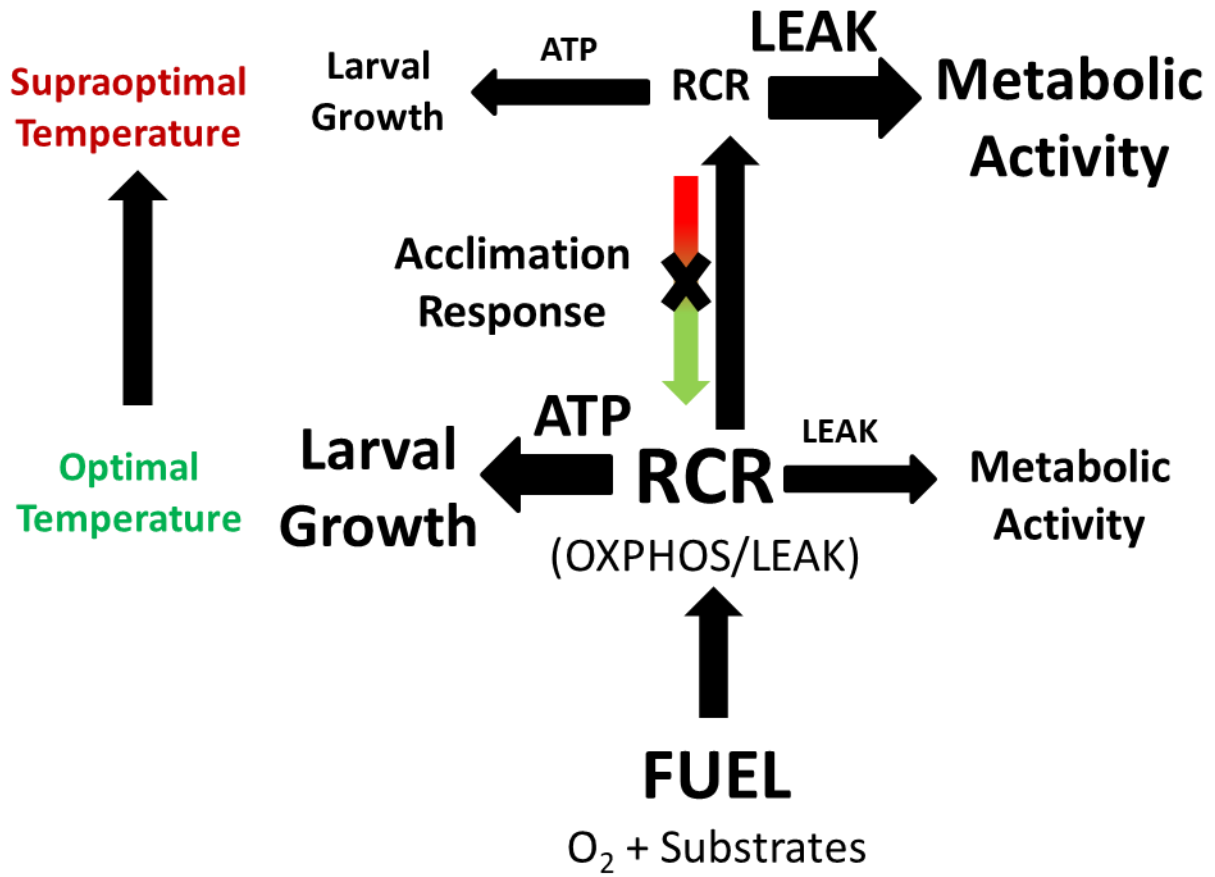 Supraoptimal
Temperature
Larval
Growth
ATP
RCR
LEAK
Metabolic
Activity
Acclimation
Response
Optimal
Temperature
Larval
Growth
ATP
RCR
(OXPHOS/LEAK)
LEAK
Metabolic
Activity
FUEL
O₂ + Substrates